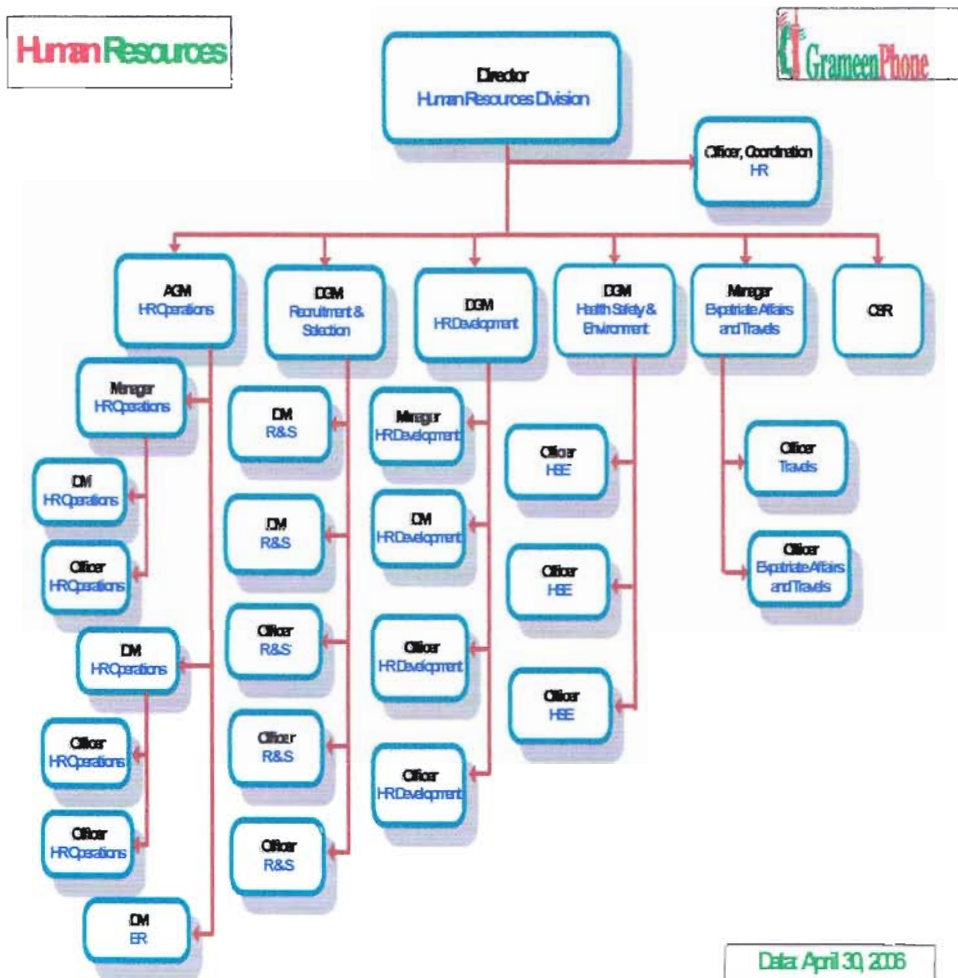 Human Resources
GrameenPhone
Director
Human Resources Division
Officer, Coordination
HR
AGM
HR Operations
DGM
Recruitment &
Selection
DGM
HR Development
DGM
Health Safety &
Environment
Manager
Expatriate Affairs
and Travels
CSR
Manager
HR Operations
DM
HR Operations
Officer
HR Operations
DM
HR Operations
Officer
HR Operations
Officer
HR Operations
DM
ER
DM
R&S
DM
R&S
Officer
R&S
Officer
R&S
Officer
R&S
Manager
HR Development
DM
HR Development
Officer
HR Development
Officer
HR Development
Officer
HSE
Officer
HSE
Officer
HSE
Officer
Travels
Officer
Expatriate Affairs
and Travels
Data: April 30, 2006